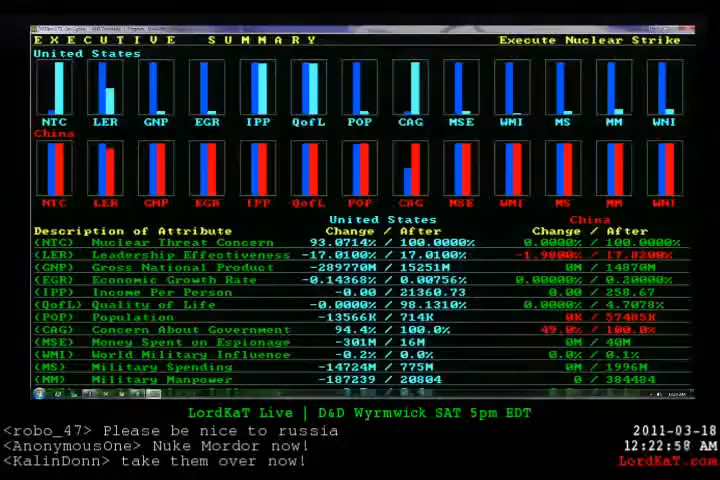 EXECUTIVE SUMMARY Execute Nuclear Strike
United States
NTC LER GNP EGR IPP QofL POP CAG MSE WMI MS MM WNI
China
NTC LER GNP EGR IPP QofL POP CAG MSE WMI MS MM WNI
United States China
Description of Attribute Change / After Change / After
(NTC) Nuclear Threat Concern 93.0714% / 100.0000% 0.0000% / 100.0000%
(LER) Leadership Effectiveness -17.0100% / 17.0100% -1.9800% / 17.8200%
(GNP) Gross National Product -289770M / 15251M 0M / 14870M
(EGR) Economic Growth Rate -0.14368% / 0.00756% 0.00000% / 0.20000%
(IPP) Income Per Person -0.00 / 21360.73 0.00 / 258.67
(QofL) Quality of Life -0.0000% / 98.1310% 0.0000% / 4.7078%
(POP) Population -13566K / 714K 0K / 57485K
(CAG) Concern About Government 94.4% / 100.0% 49.0% / 100.0%
(MSE) Money Spent on Espionage -301M / 16M 0M / 40M
(WMI) World Military Influence -0.2% / 0.0% 0.0% / 0.1%
(MS) Military Spending -14724M / 775M 0M / 1996M
(MM) Military Manpower -187239 / 20804 0 / 384484
LordKaT Live | D&D Wyrmwick SAT 5pm EDT
<robo_47> Please be nice to russia 2011-03-18
<AnonymousOne> Nuke Mordor now! 12:22:58 AM
<KalinDonn> take them over now! LordKaT.com